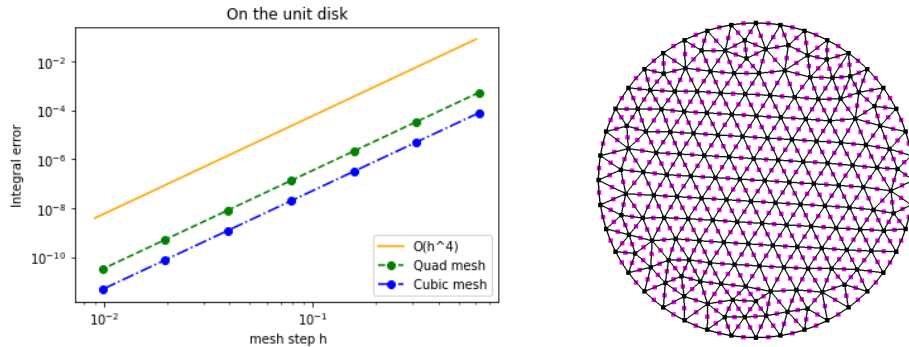 On the unit disk
Integral error
10⁻²
10⁻⁴
10⁻⁶
10⁻⁸
10⁻¹⁰
O(h^4)
Quad mesh
Cubic mesh
10⁻² 10⁻¹
mesh step h